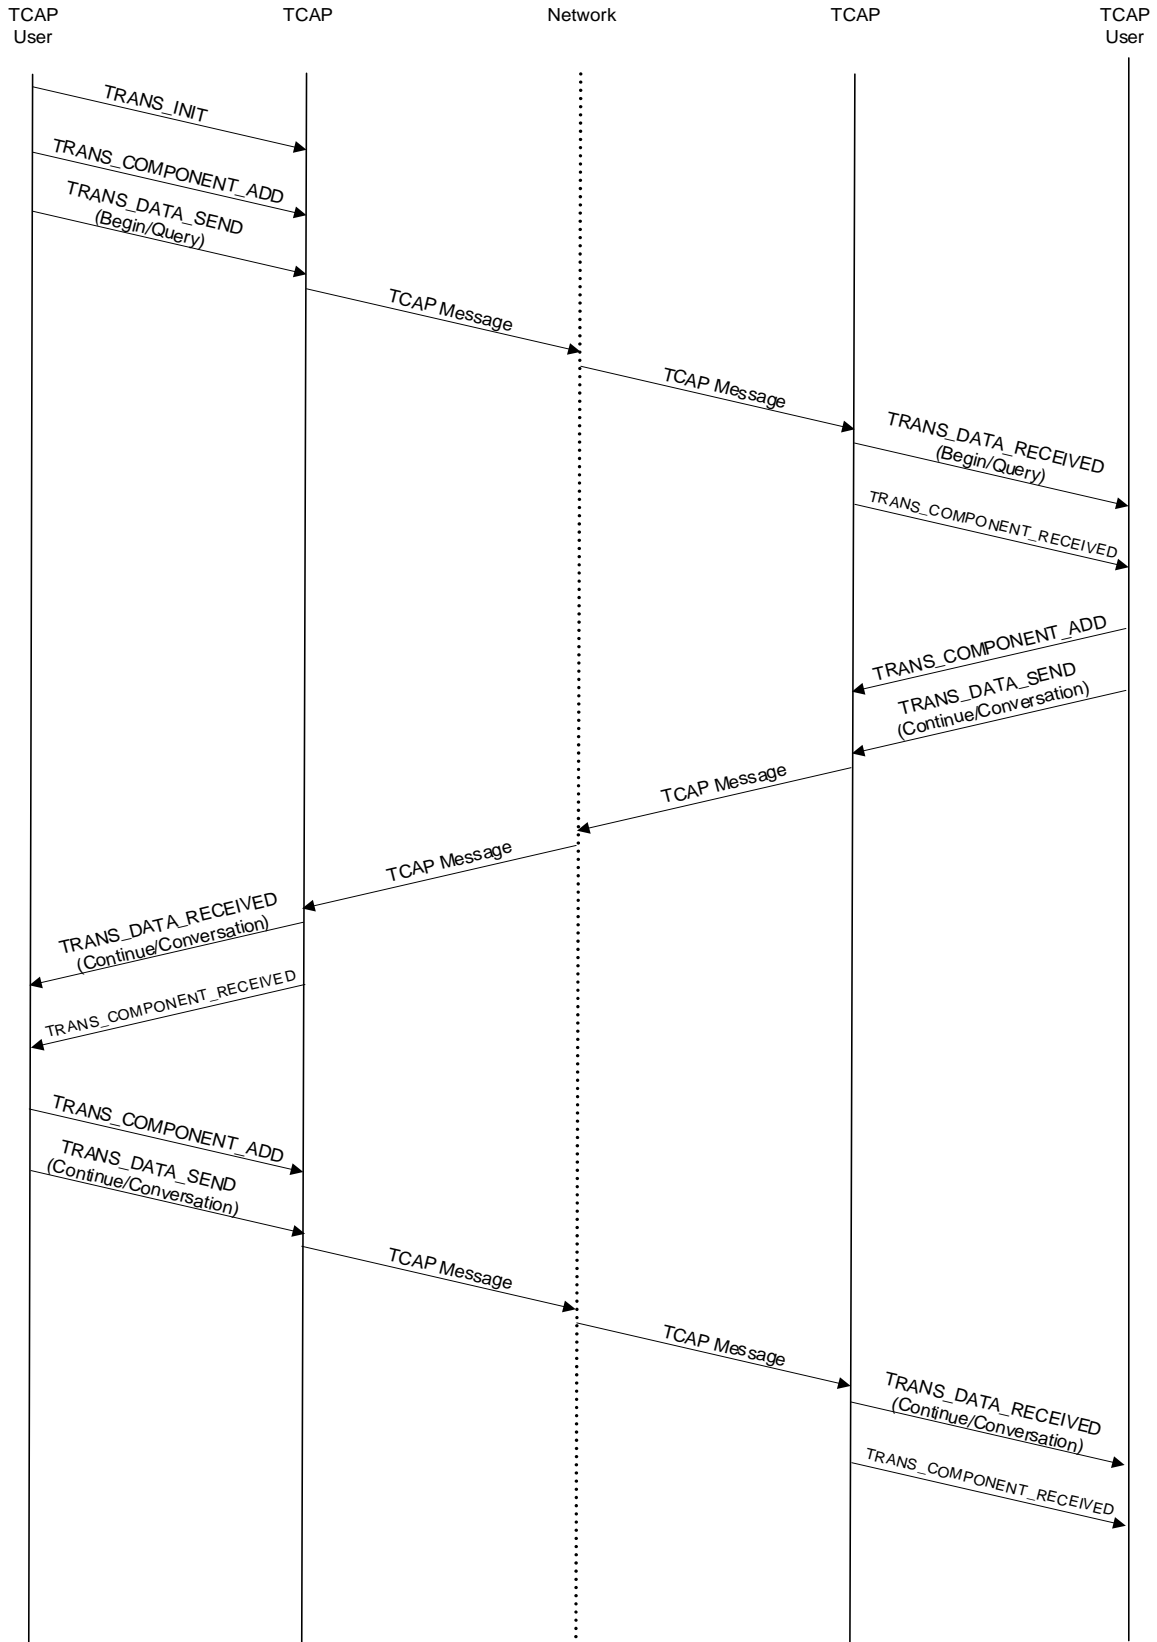 TCAP
User
TCAP
Network
TCAP
TCAP
User
TRANS_INIT
TRANS_COMPONENT_ADD
TRANS_DATA_SEND
(Begin/Query)
TCAP Message
TCAP Message
TRANS_DATA_RECEIVED
(Begin/Query)
TRANS_COMPONENT_RECEIVED
TRANS_COMPONENT_ADD
TRANS_DATA_SEND
(Continue/Conversation)
TCAP Message
TCAP Message
TRANS_DATA_RECEIVED
(Continue/Conversation)
TRANS_COMPONENT_RECEIVED
TRANS_COMPONENT_ADD
TRANS_DATA_SEND
(Continue/Conversation)
TCAP Message
TCAP Message
TRANS_DATA_RECEIVED
(Continue/Conversation)
TRANS_COMPONENT_RECEIVED